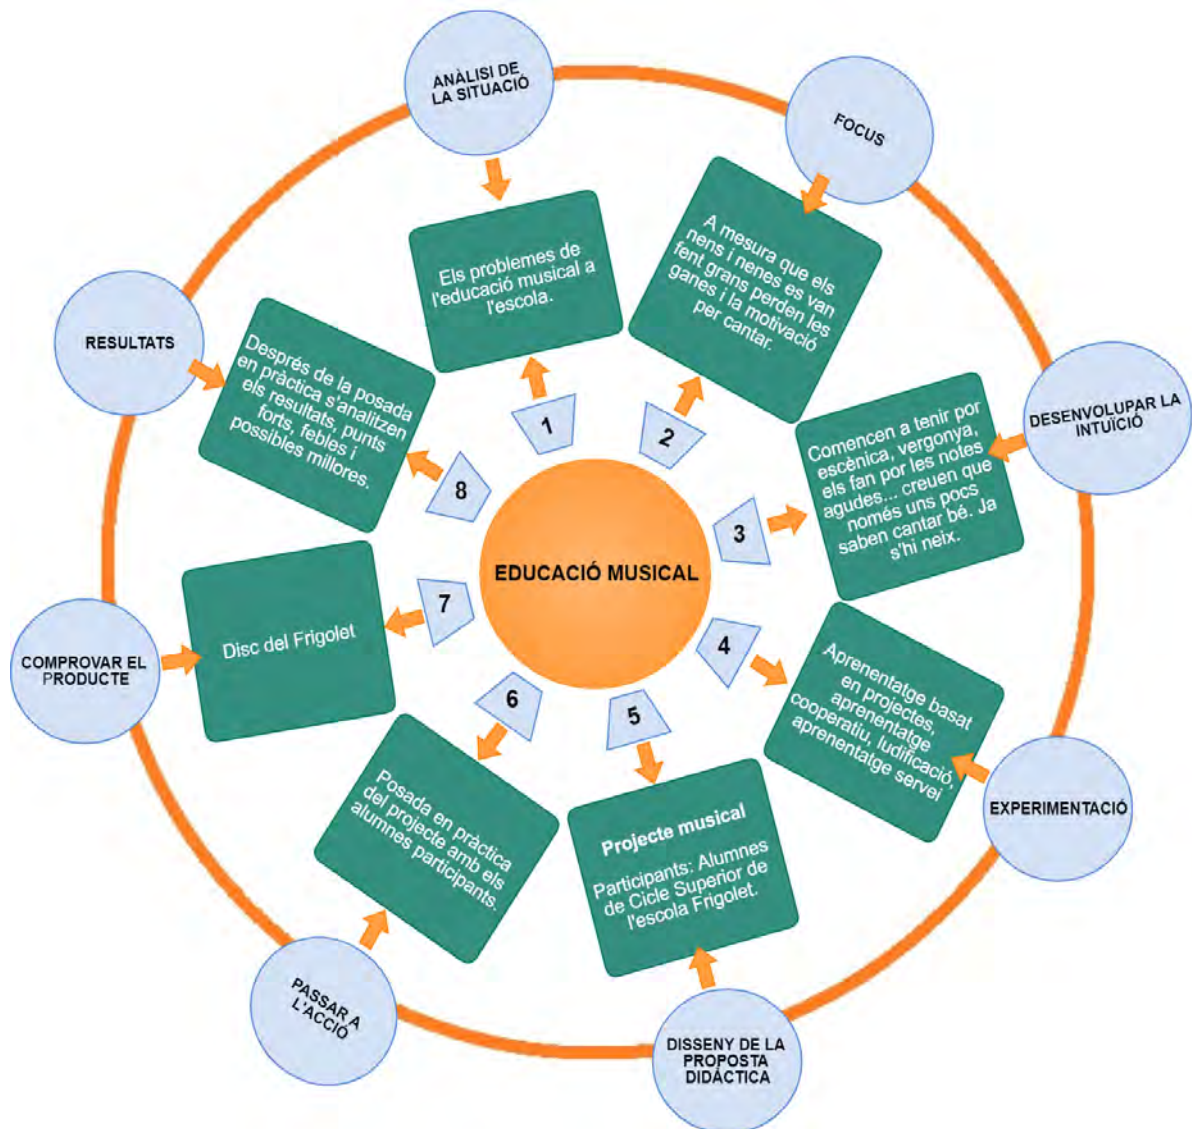 ANÀLISI DE
LA SITUACIÓ
FOCUS
A mesura que els
nens i nenes es van
fent grans perden les
ganes i la motivació
per cantar.
Els problemes de
l'educació musical a
l'escola.
RESULTATS
Després de la posada
en pràctica s'analitzen
els resultats, punts
forts, febles i
possibles millores.
DESENVOLUPAR LA
INTUÏCIÓ
Comencen a tenir por
escènica, vergonya,
els fan por les notes
agudes... creuen que
només uns pocs
saben cantar bé. Ja
s'hi neix.
1
2
8
3
EDUCACIÓ MUSICAL
7
4
6
5
Disc del Frigolet
COMPROVAR EL
PRODUCTE
Aprenentatge basat
en projectes,
aprenentatge
cooperatiu, ludificació,
aprenentatge servei
EXPERIMENTACIÓ
Posada en pràctica
del projecte amb els
alumnes participants.
Projecte musical
Participants: Alumnes
de Cicle Superior de
l'escola Frigolet.
PASSAR A
L'ACCIÓ
DISSENY DE LA
PROPOSTA
DIDÀCTICA